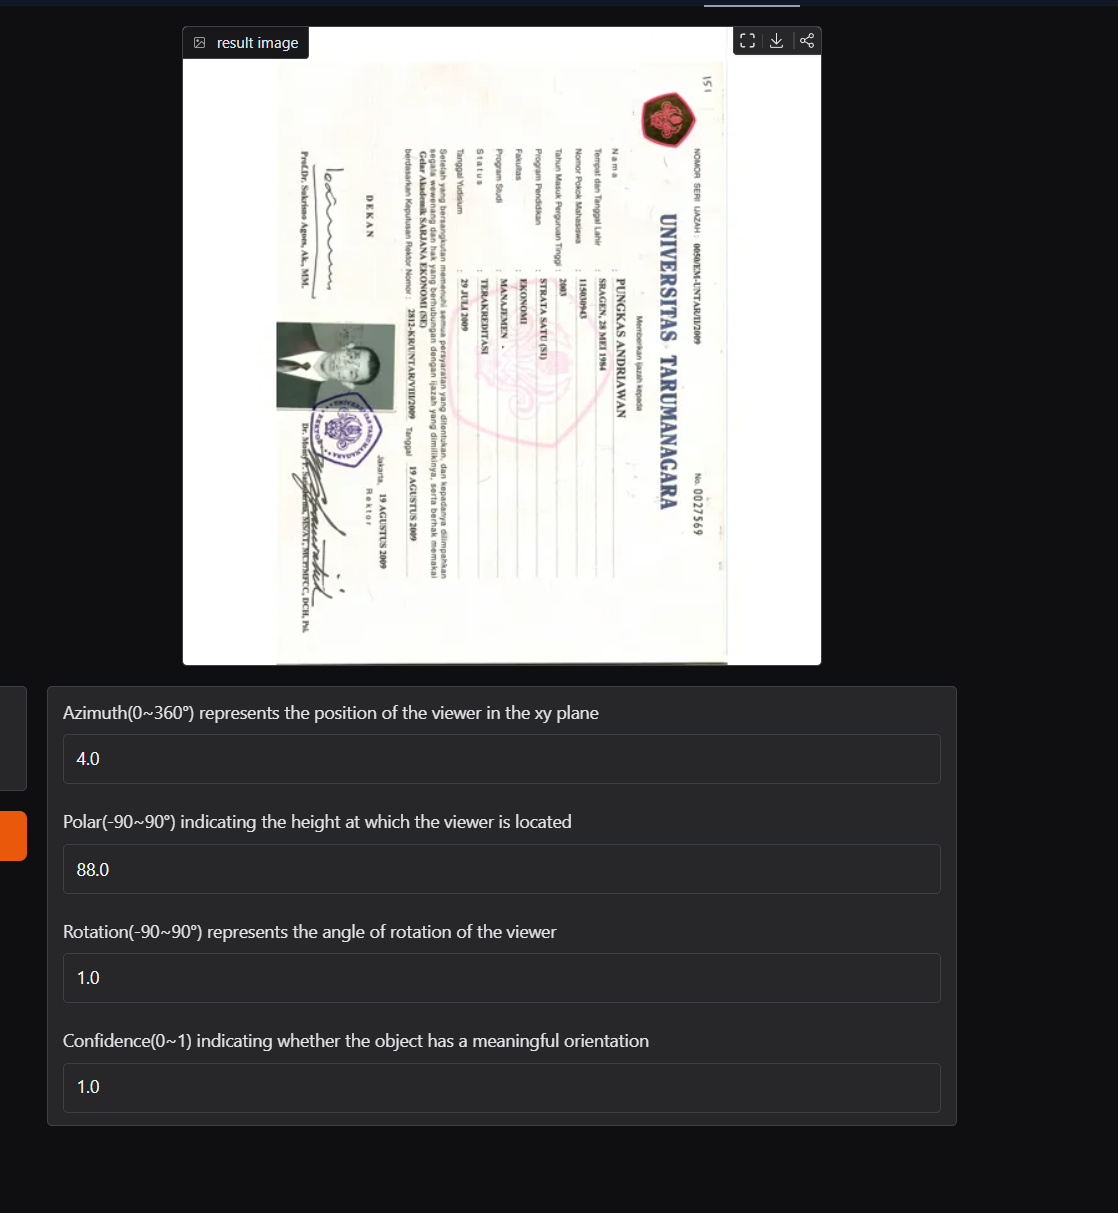 result image
151
NOMOR SERI IJAZAH : 0050/EM-UNTAR/II/2009
No. 0027569
UNIVERSITAS TARUMANAGARA
Memberikan ijazah kepada
Nama : PUNGKAS ANDRIAWAN
Tempat dan Tanggal Lahir : SRAGEN, 28 MEI 1984
Nomor Pokok Mahasiswa : 115030943
Tahun Masuk Perguruan Tinggi : 2003
Program Pendidikan : STRATA SATU (S1)
Fakultas : EKONOMI
Program Studi : MANAJEMEN
Status : TERAKREDITASI
Tanggal Yudisium : 29 JULI 2009
Setelah yang bersangkutan memenuhi semua persyaratan yang ditentukan, dan kepadanya dilimpahkan
segala wewenang dan hak yang berhubungan dengan ijazah yang dimilikinya, serta berhak memakai
Gelar Akademik SARJANA EKONOMI (SE)
berdasarkan Keputusan Rektor Nomor : 2812-KR/UNTAR/VIII/2009 Tanggal 19 AGUSTUS 2009
Jakarta, 19 AGUSTUS 2009
DEKAN
Rektor
Prof.Dr. Sukrisno Agoes, Ak., MM.
Dr. MCP/MFCC, DCH, Psi.
Azimuth(0~360°) represents the position of the viewer in the xy plane
4.0
Polar(-90~90°) indicating the height at which the viewer is located
88.0
Rotation(-90~90°) represents the angle of rotation of the viewer
1.0
Confidence(0~1) indicating whether the object has a meaningful orientation
1.0